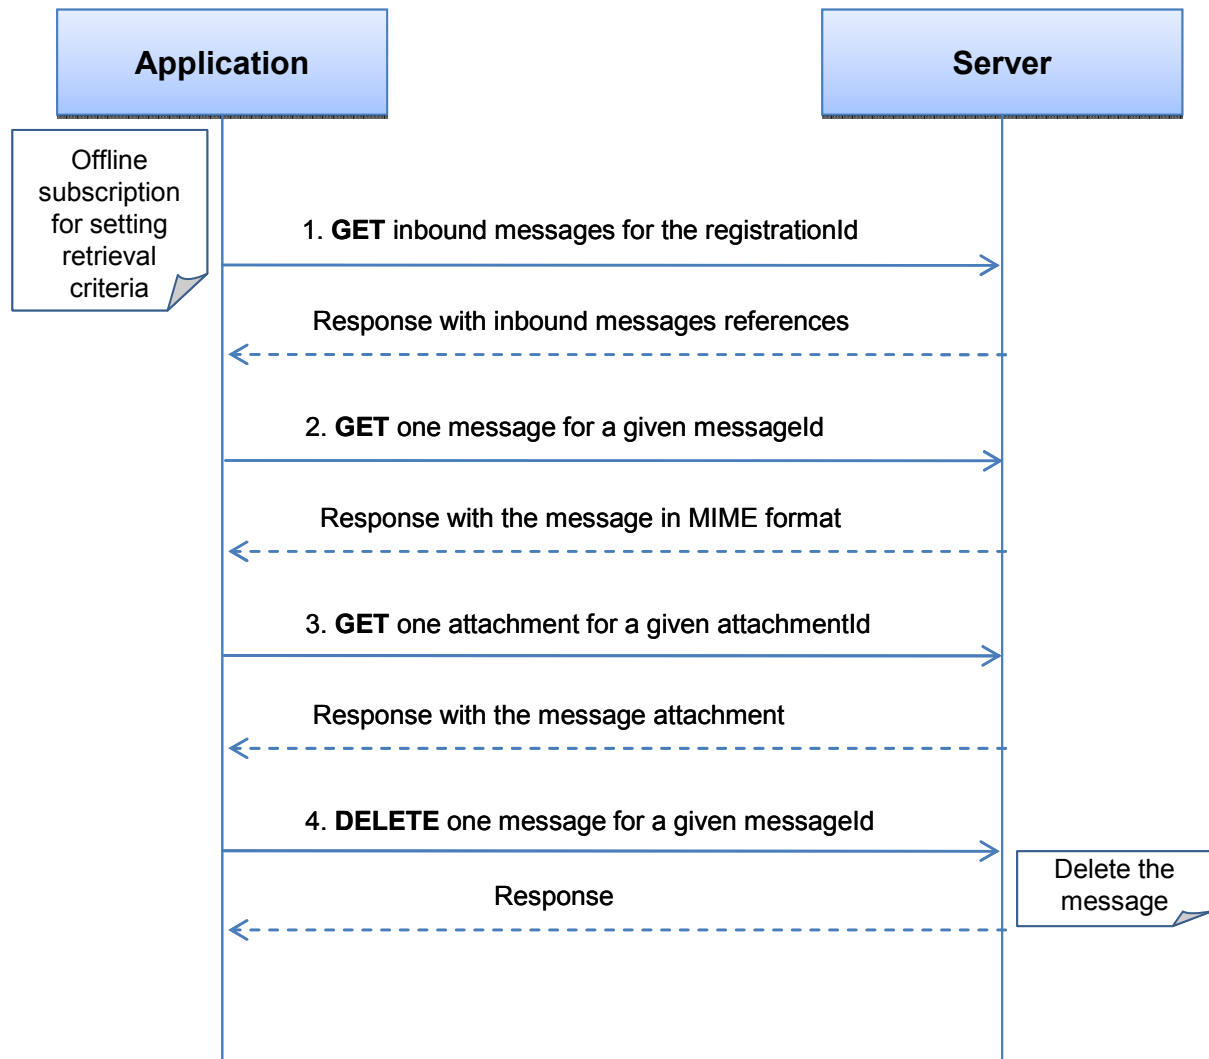 Application
Server
Offline
subscription
for setting
retrieval
criteria
1. GET inbound messages for the registrationId
Response with inbound messages references
2. GET one message for a given messageId
Response with the message in MIME format
3. GET one attachment for a given attachmentId
Response with the message attachment
4. DELETE one message for a given messageId
Delete the
message
Response